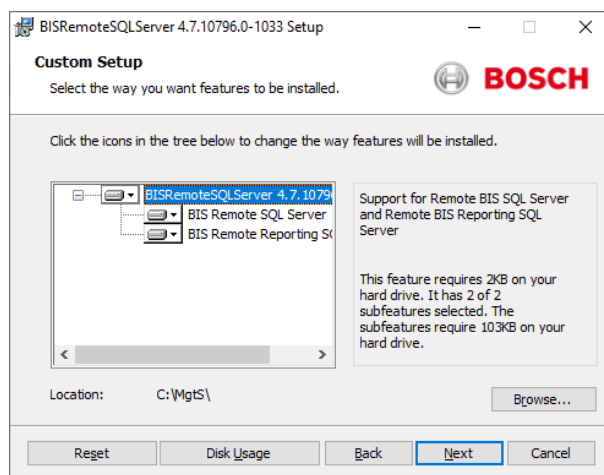 BISRemoteSQLServer 4.7.10796.0-1033 Setup
Custom Setup
Select the way you want features to be installed.
BOSCH
Click the icons in the tree below to change the way features will be installed.
BISRemoteSQLServer 4.7.1079
BIS Remote SQL Server
BIS Remote Reporting S
Support for Remote BIS SQL Server
and Remote BIS Reporting SQL
Server
This feature requires 2KB on your
hard drive. It has 2 of 2
subfeatures selected. The
subfeatures require 103KB on your
hard drive.
Location: C:\MgtS\
Browse...
Reset Disk Usage Back Next Cancel